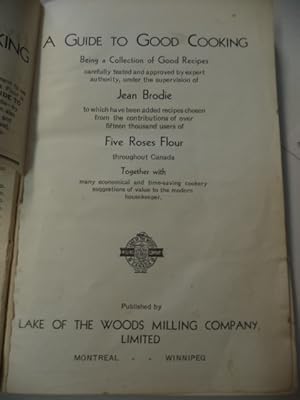 A GUIDE TO GOOD COOKING
Being a Collection of Good Recipes
carefully tested and approved by expert
authority, under the supervision of
Jean Brodie
to which have been added recipes chosen
from the contributions of over
fifteen thousand users of
Five Roses Flour
throughout Canada
Together with
many economical and time-saving cookery
suggestions of value to the modern
housekeeper.
Published by
LAKE OF THE WOODS MILLING COMPANY,
LIMITED
MONTREAL - - WINNIPEG
KING